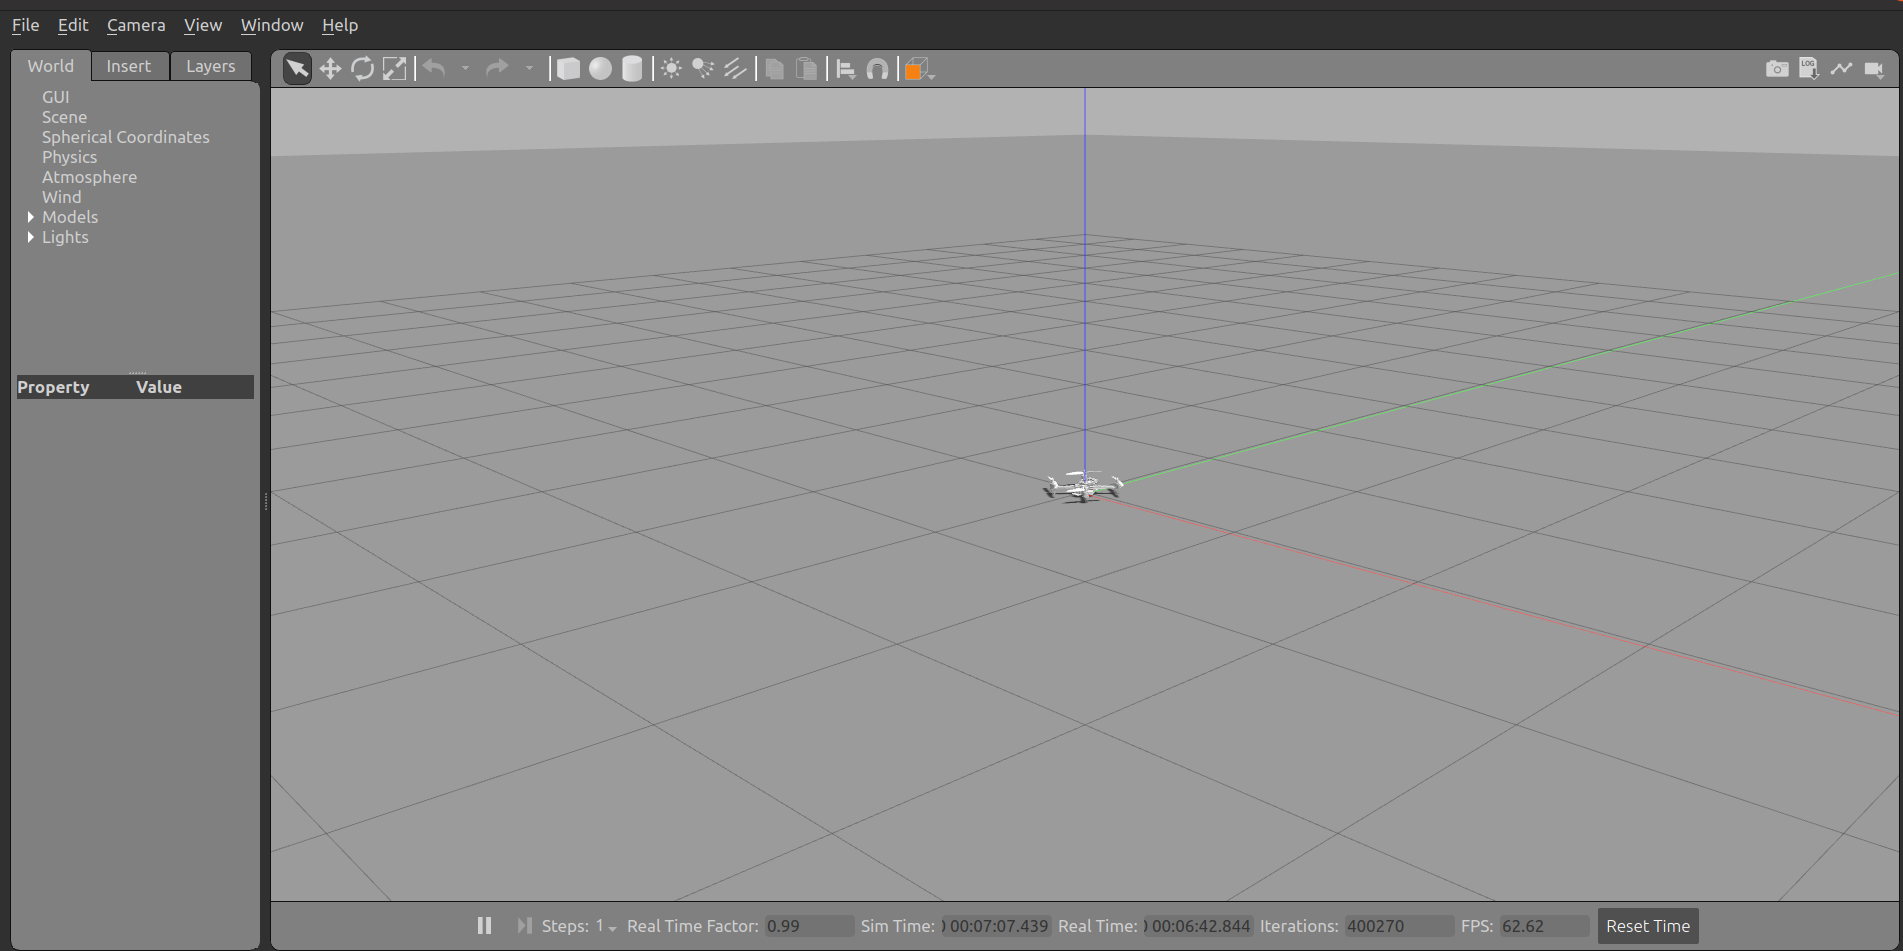 File Edit Camera View Window Help
World Insert Layers
LOG
GUI
Scene
Spherical Coordinates
Physics
Atmosphere
Wind
Models
Lights
Property Value
Steps: 1 Real Time Factor: 0.99 Sim Time: 00:07:07.439 Real Time: 00:06:42.844 Iterations: 400270 FPS: 62.62 Reset Time